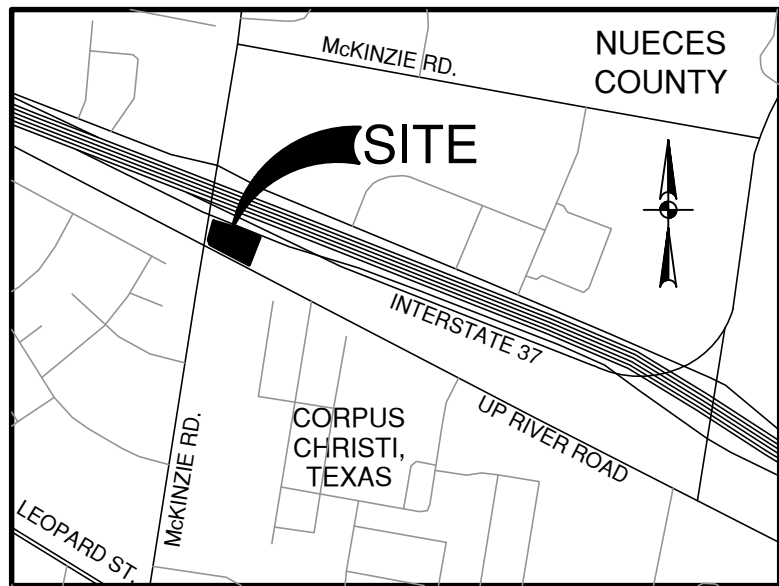 McKINZIE RD.
NUECES
COUNTY
SITE
INTERSTATE 37
UP RIVER ROAD
CORPUS
CHRISTI,
TEXAS
McKINZIE RD.
LEOPARD ST.